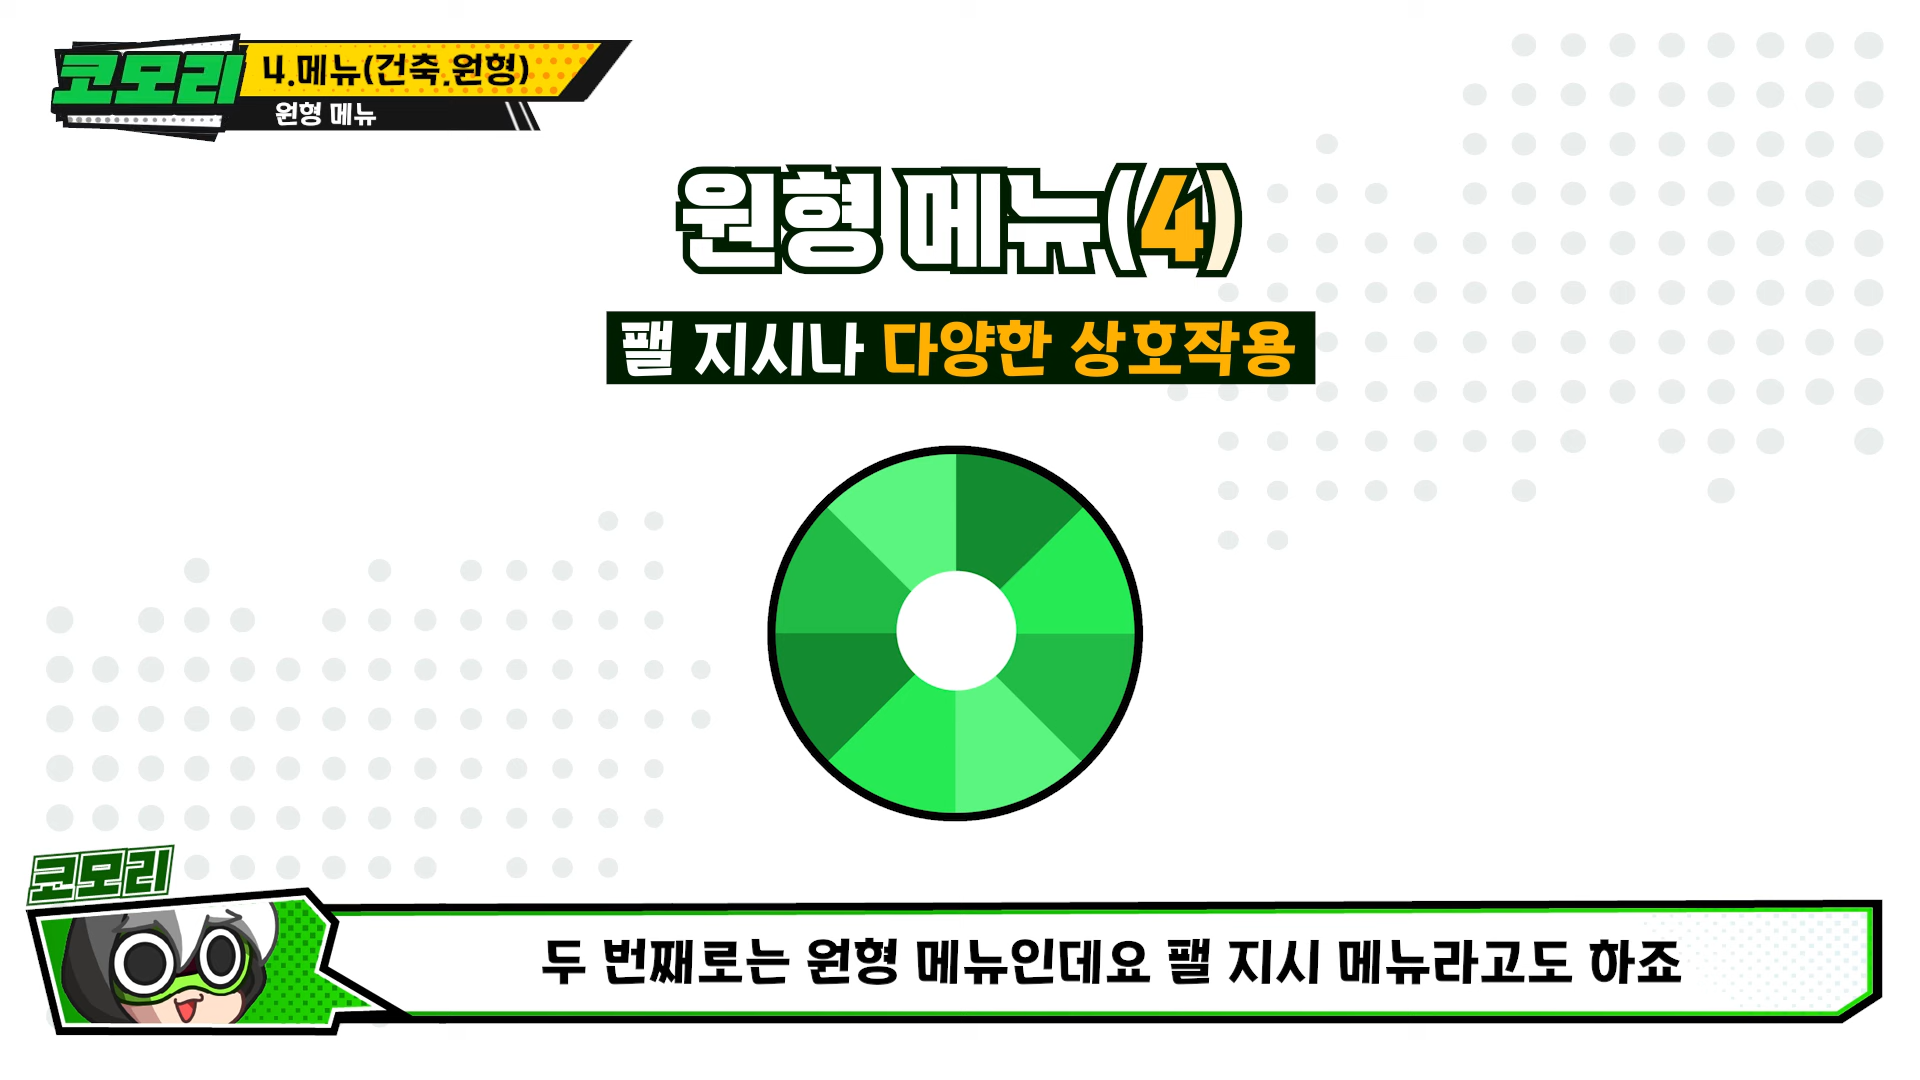 코모리
4.메뉴(건축.원형)
원형 메뉴
원형 메뉴(4)
팰 지시나 다양한 상호작용
코모리
두 번째로는 원형 메뉴인데요 팰 지시 메뉴라고도 하죠